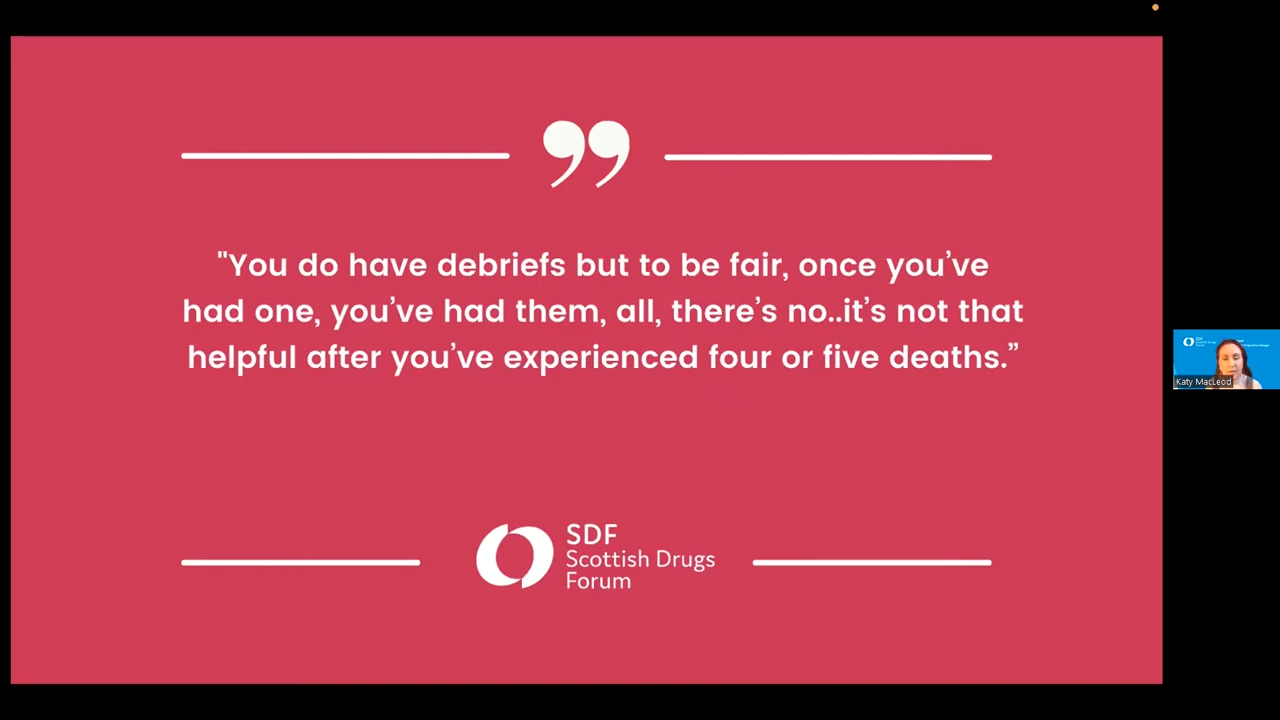 "You do have debriefs but to be fair, once you’ve
had one, you’ve had them, all, there’s no..it’s not that
helpful after you’ve experienced four or five deaths.”
SDF
Scottish Drugs
Forum
SDF
Katy MacLeod